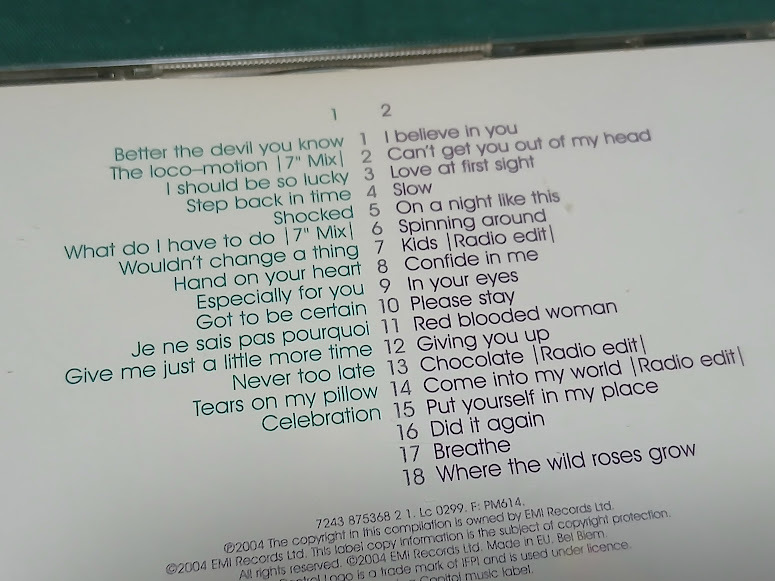 1
Better the devil you know
The loco-motion |7" Mix|
I should be so lucky
Step back in time
Shocked
What do I have to do |7" Mix|
Wouldn't change a thing
Hand on your heart
Especially for you
Got to be certain
Je ne sais pas pourquoi
Give me just a little more time
Never too late
Tears on my pillow
Celebration
2
1 I believe in you
2 Can't get you out of my head
3 Love at first sight
4 Slow
5 On a night like this
6 Spinning around
7 Kids |Radio edit|
8 Confide in me
9 In your eyes
10 Please stay
11 Red blooded woman
12 Giving you up
13 Chocolate |Radio edit|
14 Come into my world |Radio edit|
15 Put yourself in my place
16 Did it again
17 Breathe
18 Where the wild roses grow
7243 875368 2 1. Lc 0299. F: PM614.
℗2004 The copyright in this compilation is owned by EMI Records Ltd.
©2004 EMI Records Ltd. This label copy information is the subject of copyright protection.
All rights reserved. ©2004 EMI Records Ltd. Made in EU. Bel Biem.
Control Logo is a trade mark of IFPI and is used under licence.
Capitol music label.